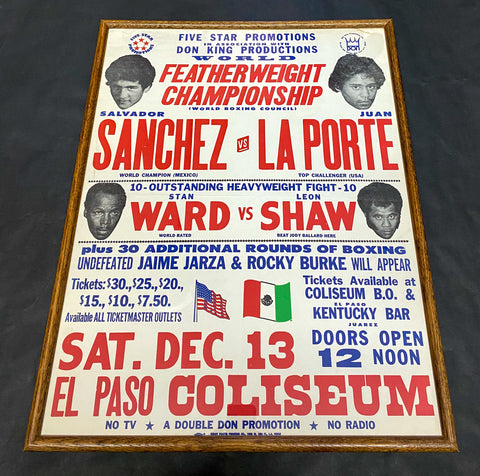 FIVE STAR PROMOTIONS
FIVE STAR PROMOTIONS
IN ASSOCIATION WITH
DON KING PRODUCTIONS
DON
WORLD
FEATHERWEIGHT
CHAMPIONSHIP
(WORLD BOXING COUNCIL)
SALVADOR
JUAN
SANCHEZ VS LA PORTE
WORLD CHAMPION (MEXICO)
TOP CHALLENGER (USA)
10-OUTSTANDING HEAVYWEIGHT FIGHT-10
STAN
LEON
WARD VS SHAW
WORLD RATED
BEAT JODY BALLARD HERE
plus 30 ADDITIONAL ROUNDS OF BOXING
UNDEFEATED JAIME JARZA & ROCKY BURKE WILL APPEAR
Tickets: $30.,$25.,$20.,
$15., $10., $7.50.
Available ALL TICKETMASTER OUTLETS
Tickets Available at
COLISEUM B.O. & EL PASO
KENTUCKY BAR
JUAREZ
DOORS OPEN
12 NOON
SAT. DEC. 13
EL PASO COLISEUM
NO TV ★ A DOUBLE DON PROMOTION ★ NO RADIO